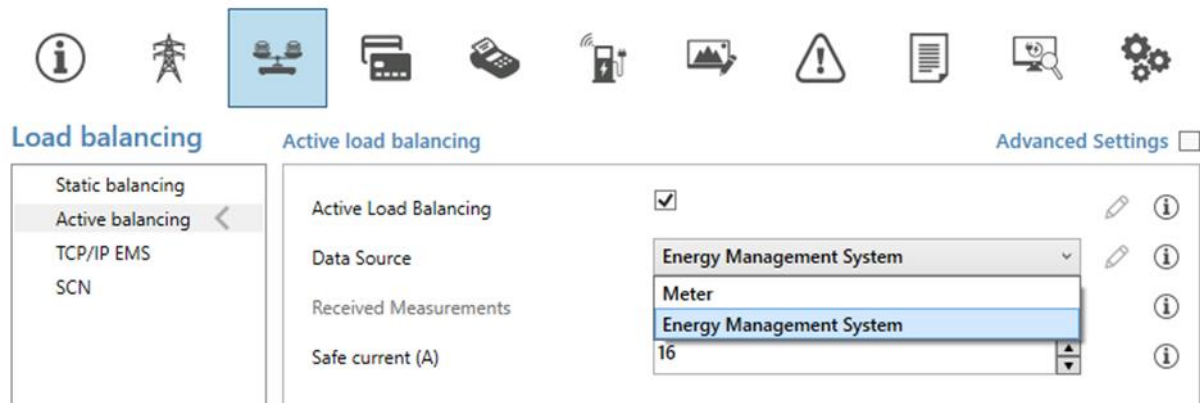 Load balancing
Static balancing
Active balancing
TCP/IP EMS
SCN
Active load balancing
Advanced Settings
Active Load Balancing
Data Source
Energy Management System
Meter
Energy Management System
Received Measurements
Safe current (A)
16